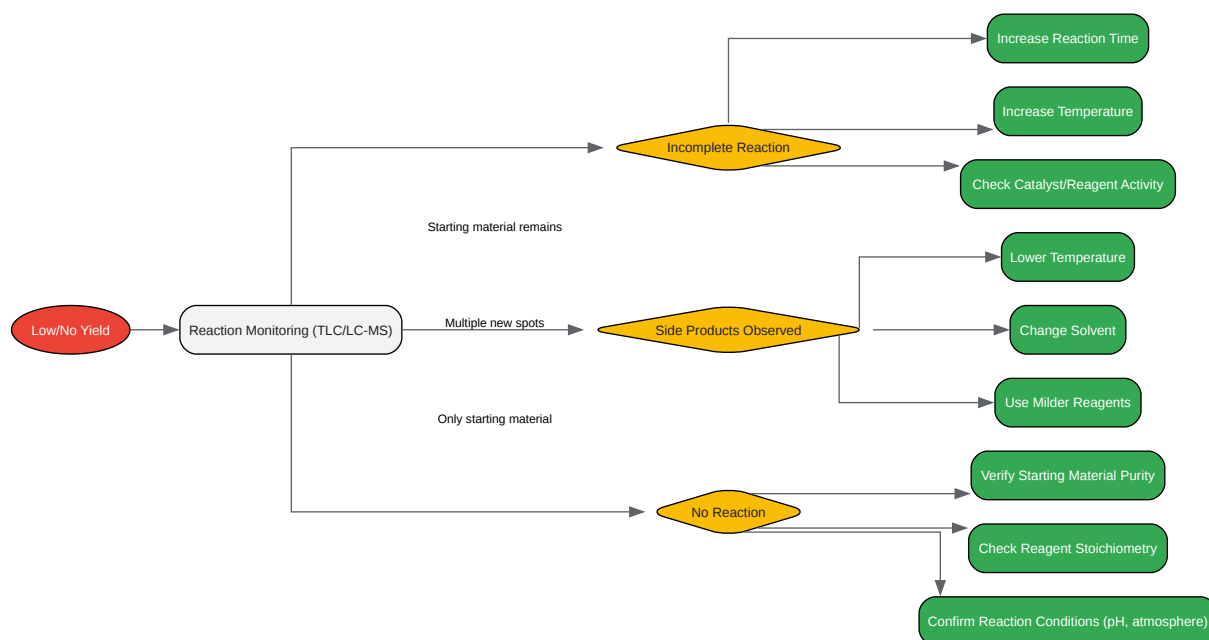 Increase Reaction Time
Increase Temperature
Incomplete Reaction
Check Catalyst/Reagent Activity
Starting material remains
Lower Temperature
Low/No Yield
Reaction Monitoring (TLC/LC-MS)
Multiple new spots
Side Products Observed
Change Solvent
Use Milder Reagents
Only starting material
Verify Starting Material Purity
No Reaction
Check Reagent Stoichiometry
Confirm Reaction Conditions (pH, atmosphere)